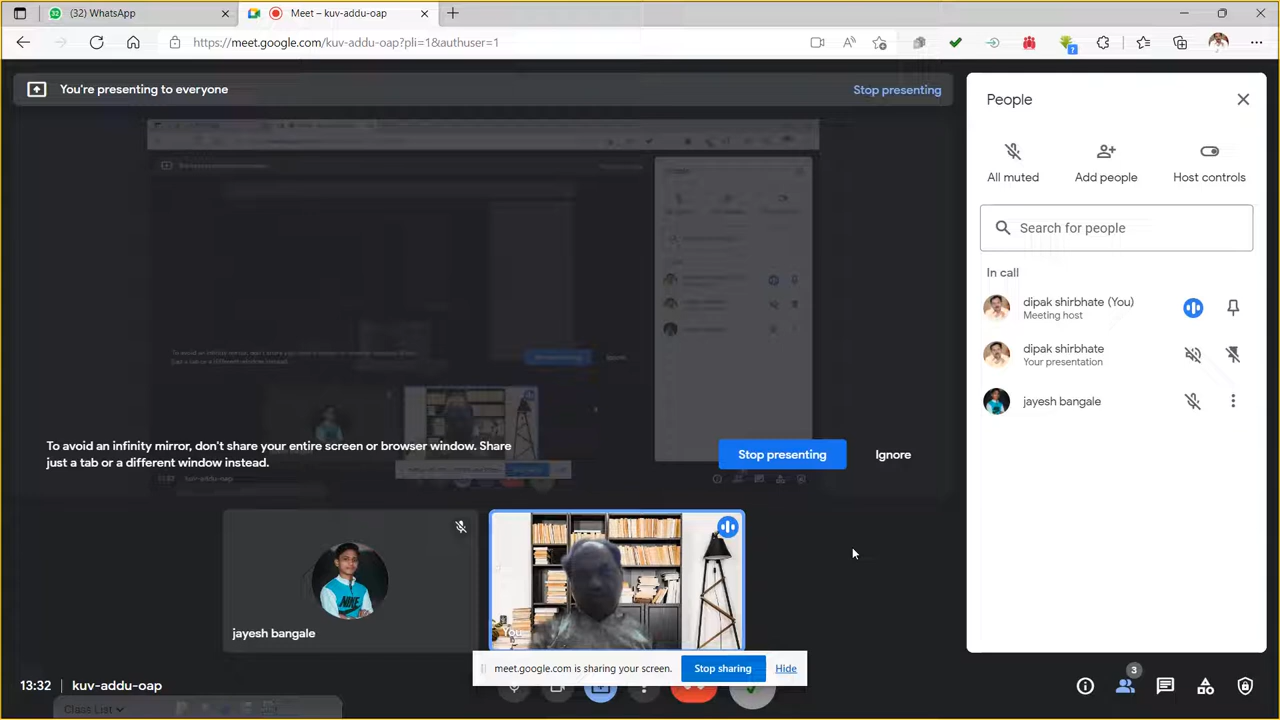 (32) WhatsApp
Meet – kuv-addu-oap
https://meet.google.com/kuv-addu-oap?pli=1&authuser=1
You're presenting to everyone
Stop presenting
People
All muted
Add people
Host controls
Search for people
In call
dipak shirbhate (You)
Meeting host
dipak shirbhate
Your presentation
jayesh bangale
To avoid an infinity mirror, don't share your entire screen or browser window. Share
just a tab or a different window instead.
Stop presenting
Ignore
NIKE
jayesh bangale
You
meet.google.com is sharing your screen.
Stop sharing
Hide
13:32
kuv-addu-oap
3
Class List